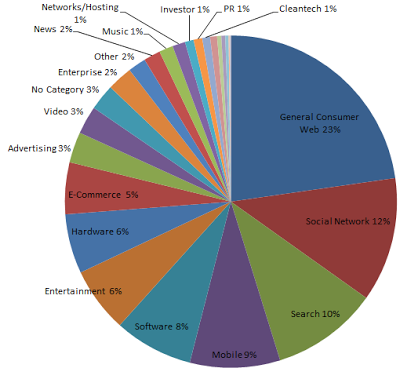 Networks/Hosting
1%
Investor 1%
PR 1%
Cleantech 1%
News 2%
Music 1%
Other 2%
Enterprise 2%
No Category 3%
Video 3%
Advertising 3%
E-Commerce 5%
Hardware 6%
Entertainment 6%
Software 8%
Mobile 9%
Search 10%
Social Network 12%
General Consumer
Web 23%